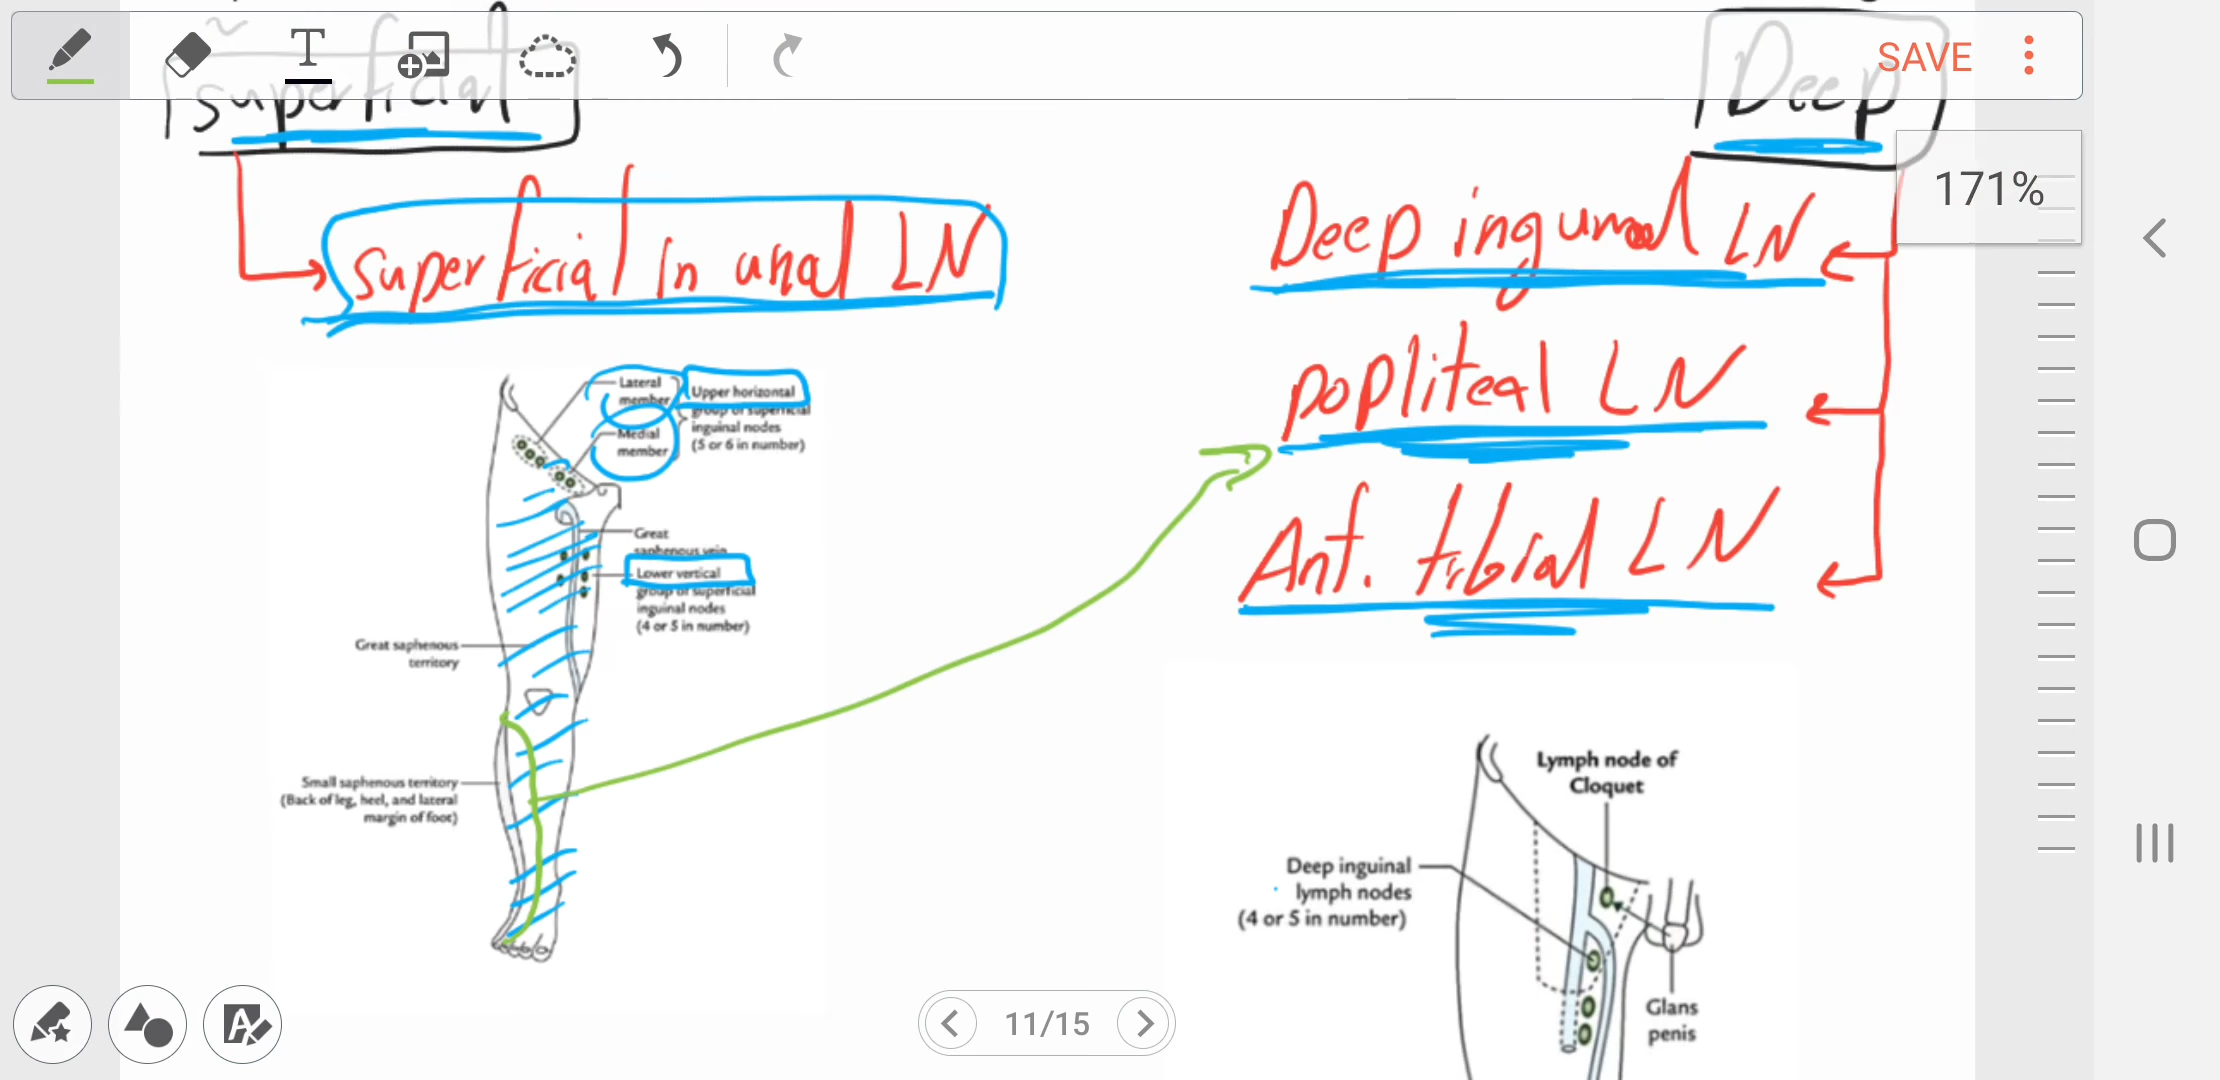 SAVE
superficial
Deep
171%
superficial In unal LN
Deep ingunal LN
popliteal LN
Ant. tibial LN
Lateral
member
Upper horizontal
group of superficial
inguinal nodes
(5 or 6 in number)
Medial
member
Great
saphenous vein
Lower vertical
group of superficial
inguinal nodes
(4 or 5 in number)
Great saphenous
territory
Small saphenous territory
(Back of leg, heel, and lateral
margin of foot)
Lymph node of
Cloquet
Deep inguinal
lymph nodes
(4 or 5 in number)
Glans
penis
11/15